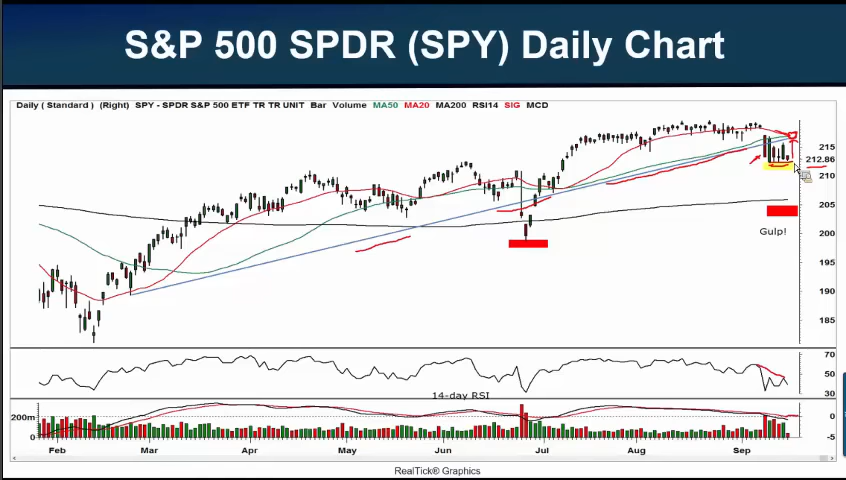 S&P 500 SPDR (SPY) Daily Chart
Daily ( Standard ) (Right) SPY - SPDR S&P 500 ETF TR TR UNIT Bar Volume MA50 MA20 MA200 RSI14 SIG MCD
215
212.86
210
205
Gulp!
200
195
190
185
70
50
30
14-day RSI
200m
0
0
-5
Feb Mar Apr May Jun Jul Aug Sep
RealTick® Graphics